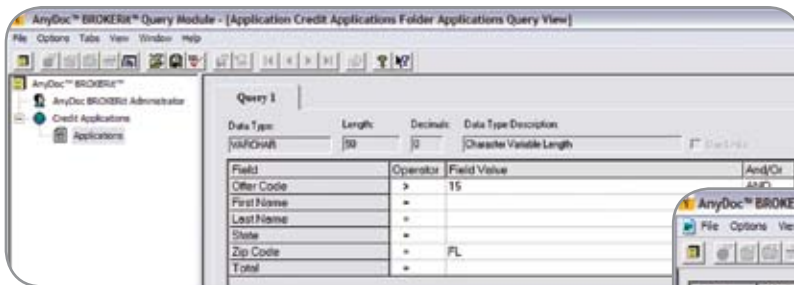 AnyDoc™ BROKERit™ Query Module - [Application Credit Applications Folder Applications Query View]
File Options Tabs View Window Help
AnyDoc™ BROKERit™
AnyDoc BROKERit Administrator
Credit Applications
Applications
Query 1
Data Type: Length: Decimals: Data Type Description:
VARCHAR 50 0 Character Variable Length
Field Operator Field Value And/Or
Offer Code > 15 AND
First Name =
Last Name =
State =
Zip Code = FL
Total =
AnyDoc™ BROKE
File Options Vie